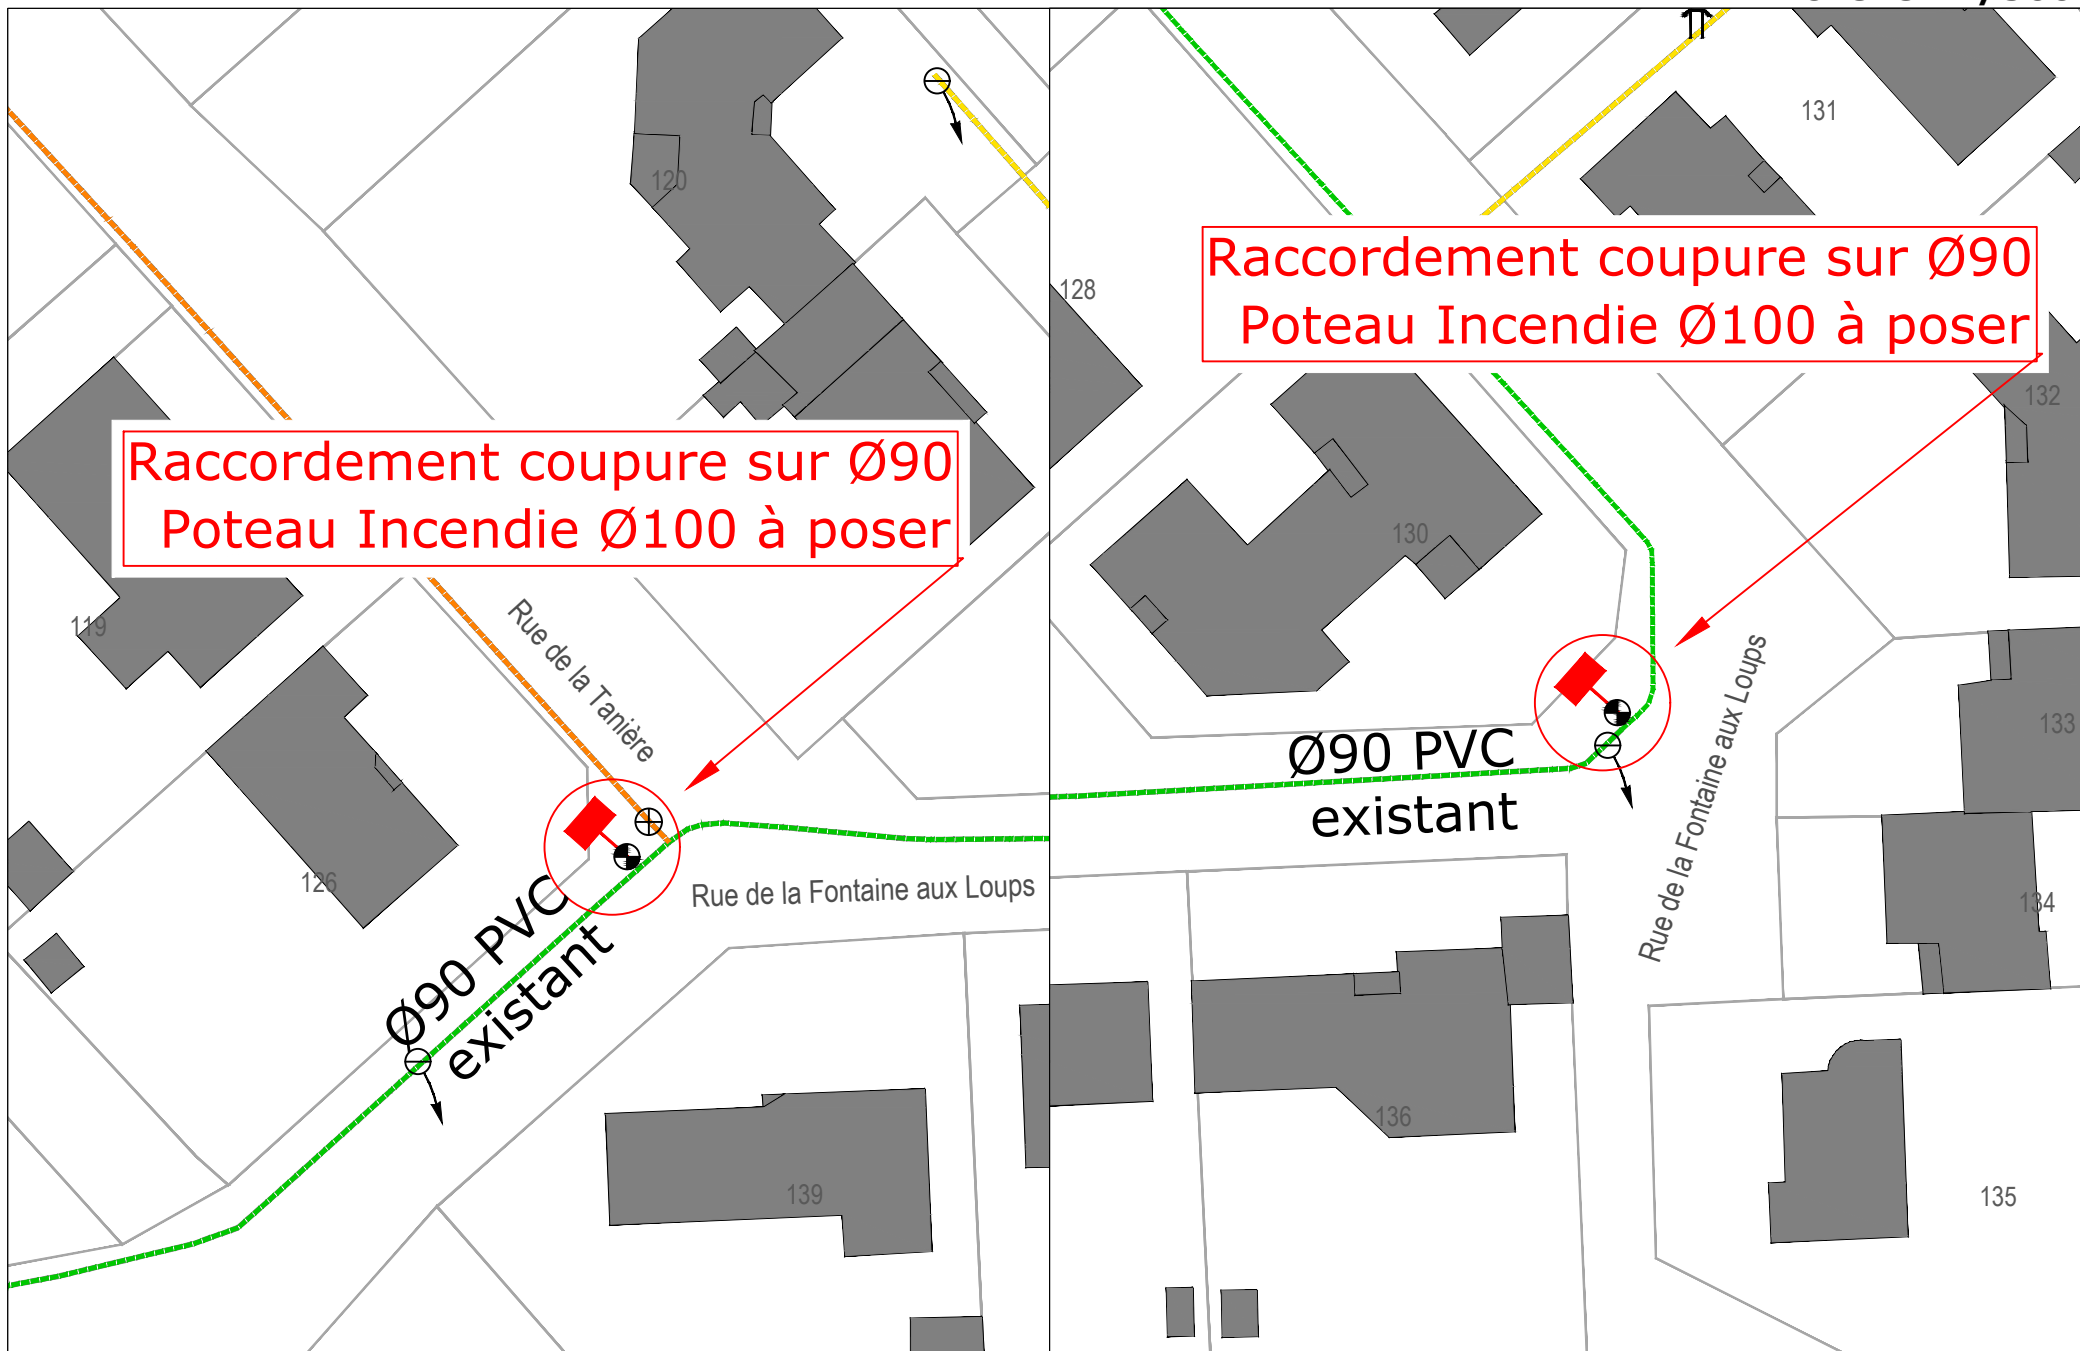 120
Raccordement coupure sur Ø90
Poteau Incendie Ø100 à poser
119
Rue de la Tanière
126
Ø90 PVC
existant
Rue de la Fontaine aux Loups
139
131
128
Raccordement coupure sur Ø90
Poteau Incendie Ø100 à poser
132
130
Rue de la Fontaine aux Loups
133
Ø90 PVC
existant
134
136
135